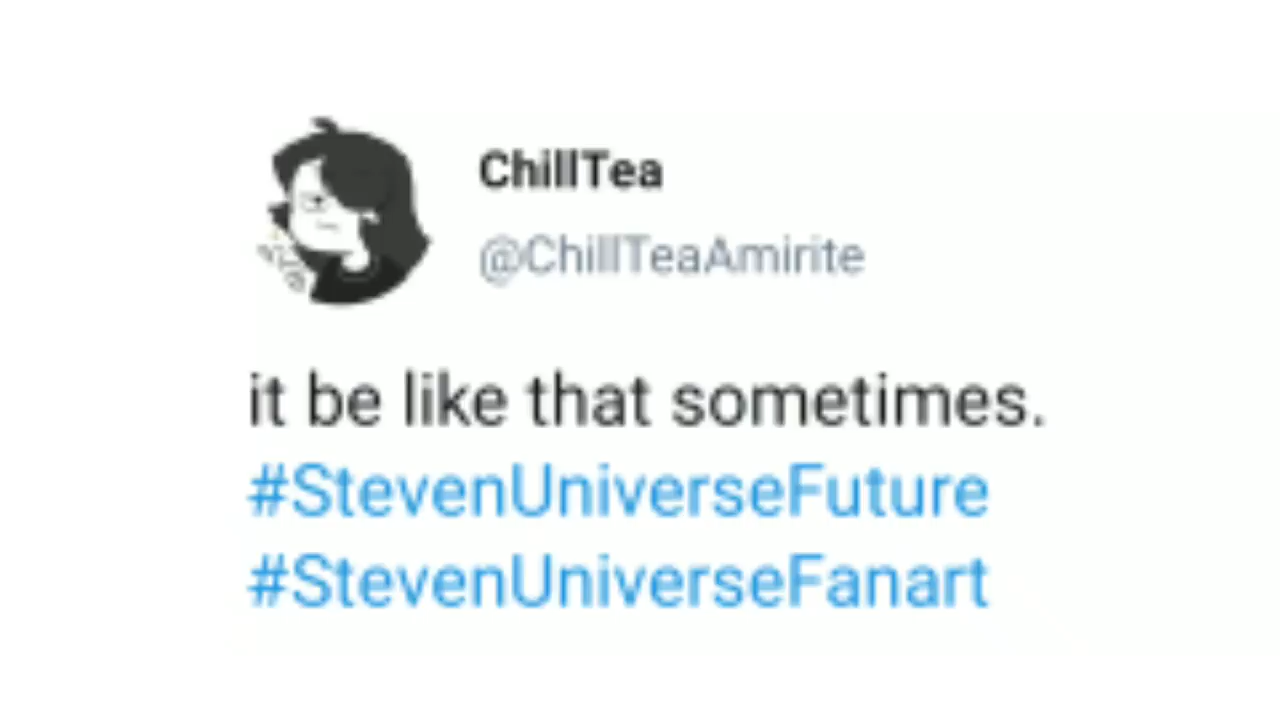 ChillTea
@ChillTeaAmirite
it be like that sometimes.
#StevenUniverseFuture
#StevenUniverseFanart